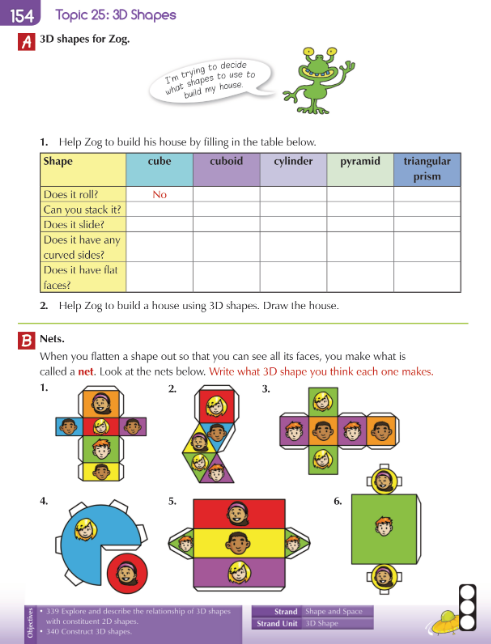 154 Topic 25: 3D Shapes
A 3D shapes for Zog.
I'm trying to decide
what shapes to use to
build my house.
1. Help Zog to build his house by filling in the table below.
Shape cube cuboid cylinder pyramid triangular
prism
Does it roll? No
Can you stack it?
Does it slide?
Does it have any
curved sides?
Does it have flat
faces?
2. Help Zog to build a house using 3D shapes. Draw the house.
B Nets.
When you flatten a shape out so that you can see all its faces, you make what is
called a net. Look at the nets below. Write what 3D shape you think each one makes.
1. 2. 3.
4. 5. 6.
Objectives
• 339 Explore and describe the relationship of 3D shapes
with constituent 2D shapes.
• 340 Construct 3D shapes.
Strand Shape and Space
Strand Unit 3D Shape